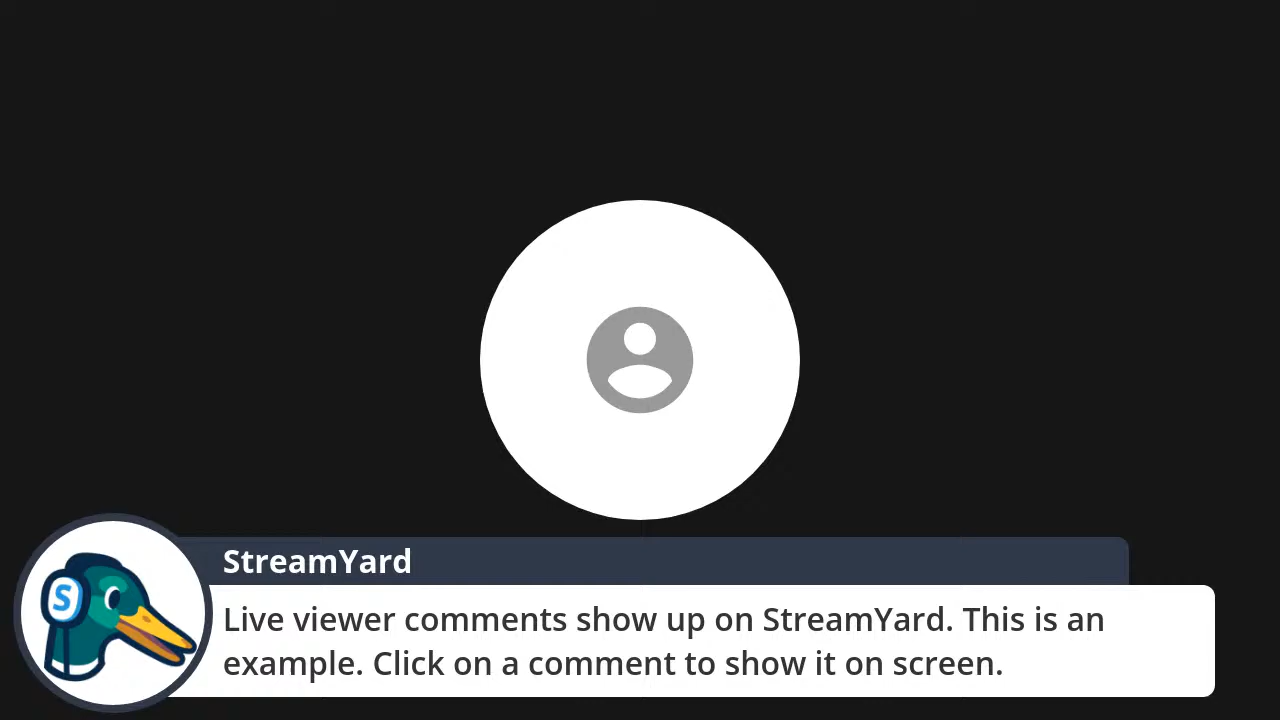 StreamYard
S
Live viewer comments show up on StreamYard. This is an
example. Click on a comment to show it on screen.